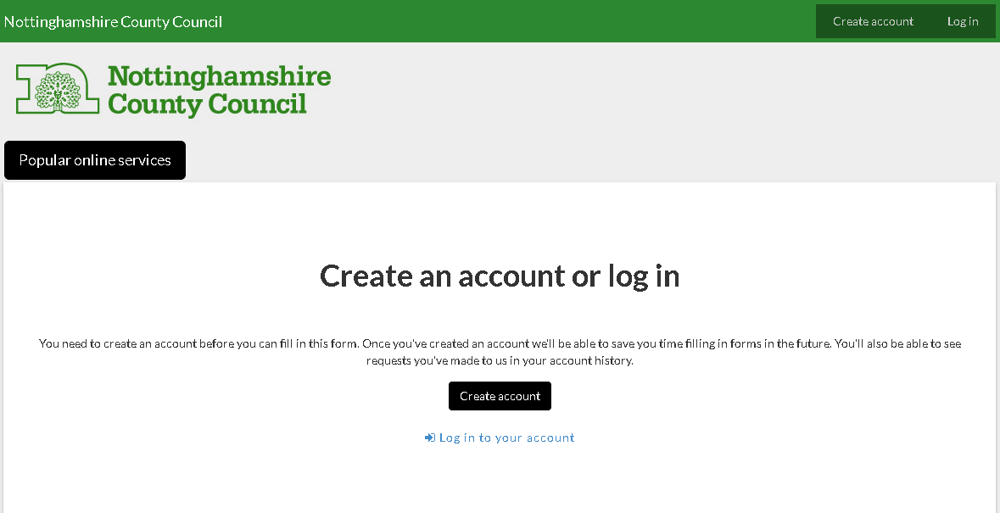 Nottinghamshire County Council
Create account
Log in
Nottinghamshire
County Council
Popular online services
Create an account or log in
You need to create an account before you can fill in this form. Once you've created an account we'll be able to save you time filling in forms in the future. You'll also be able to see
requests you've made to us in your account history.
Create account
Log in to your account